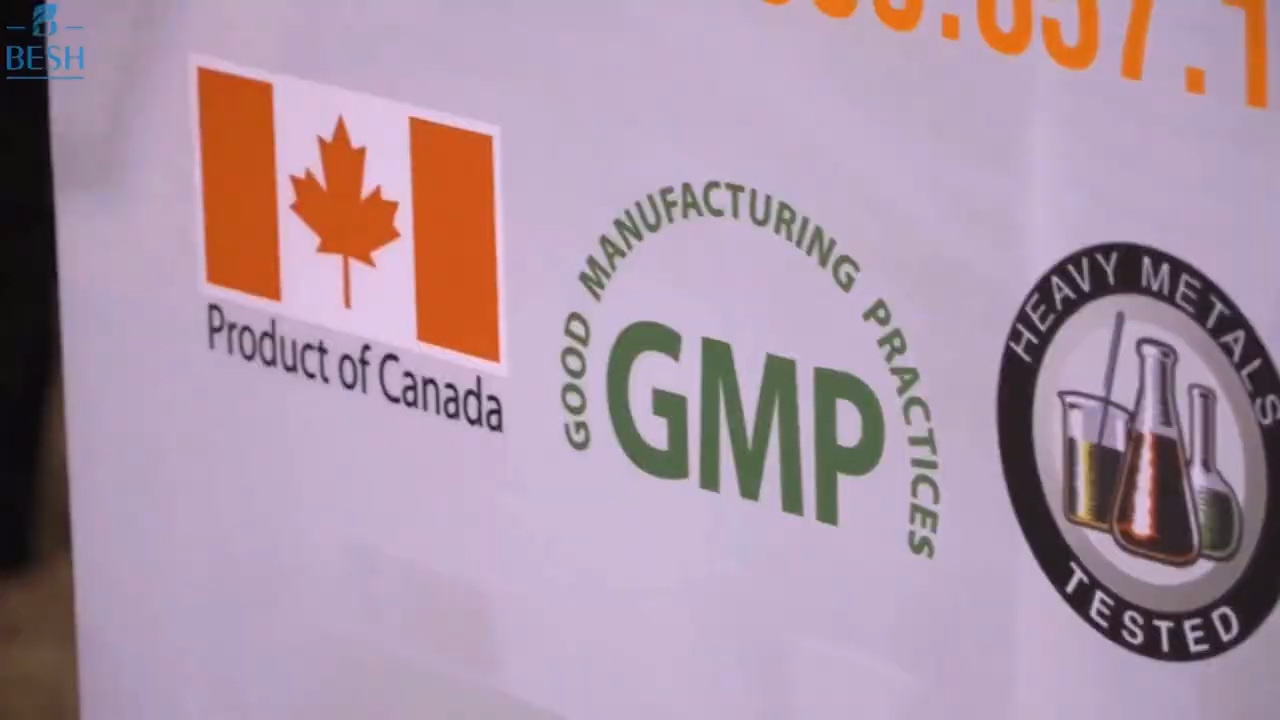 BESH
Product of Canada
GOOD MANUFACTURING PRACTICES
GMP
HEAVY METALS
TESTED